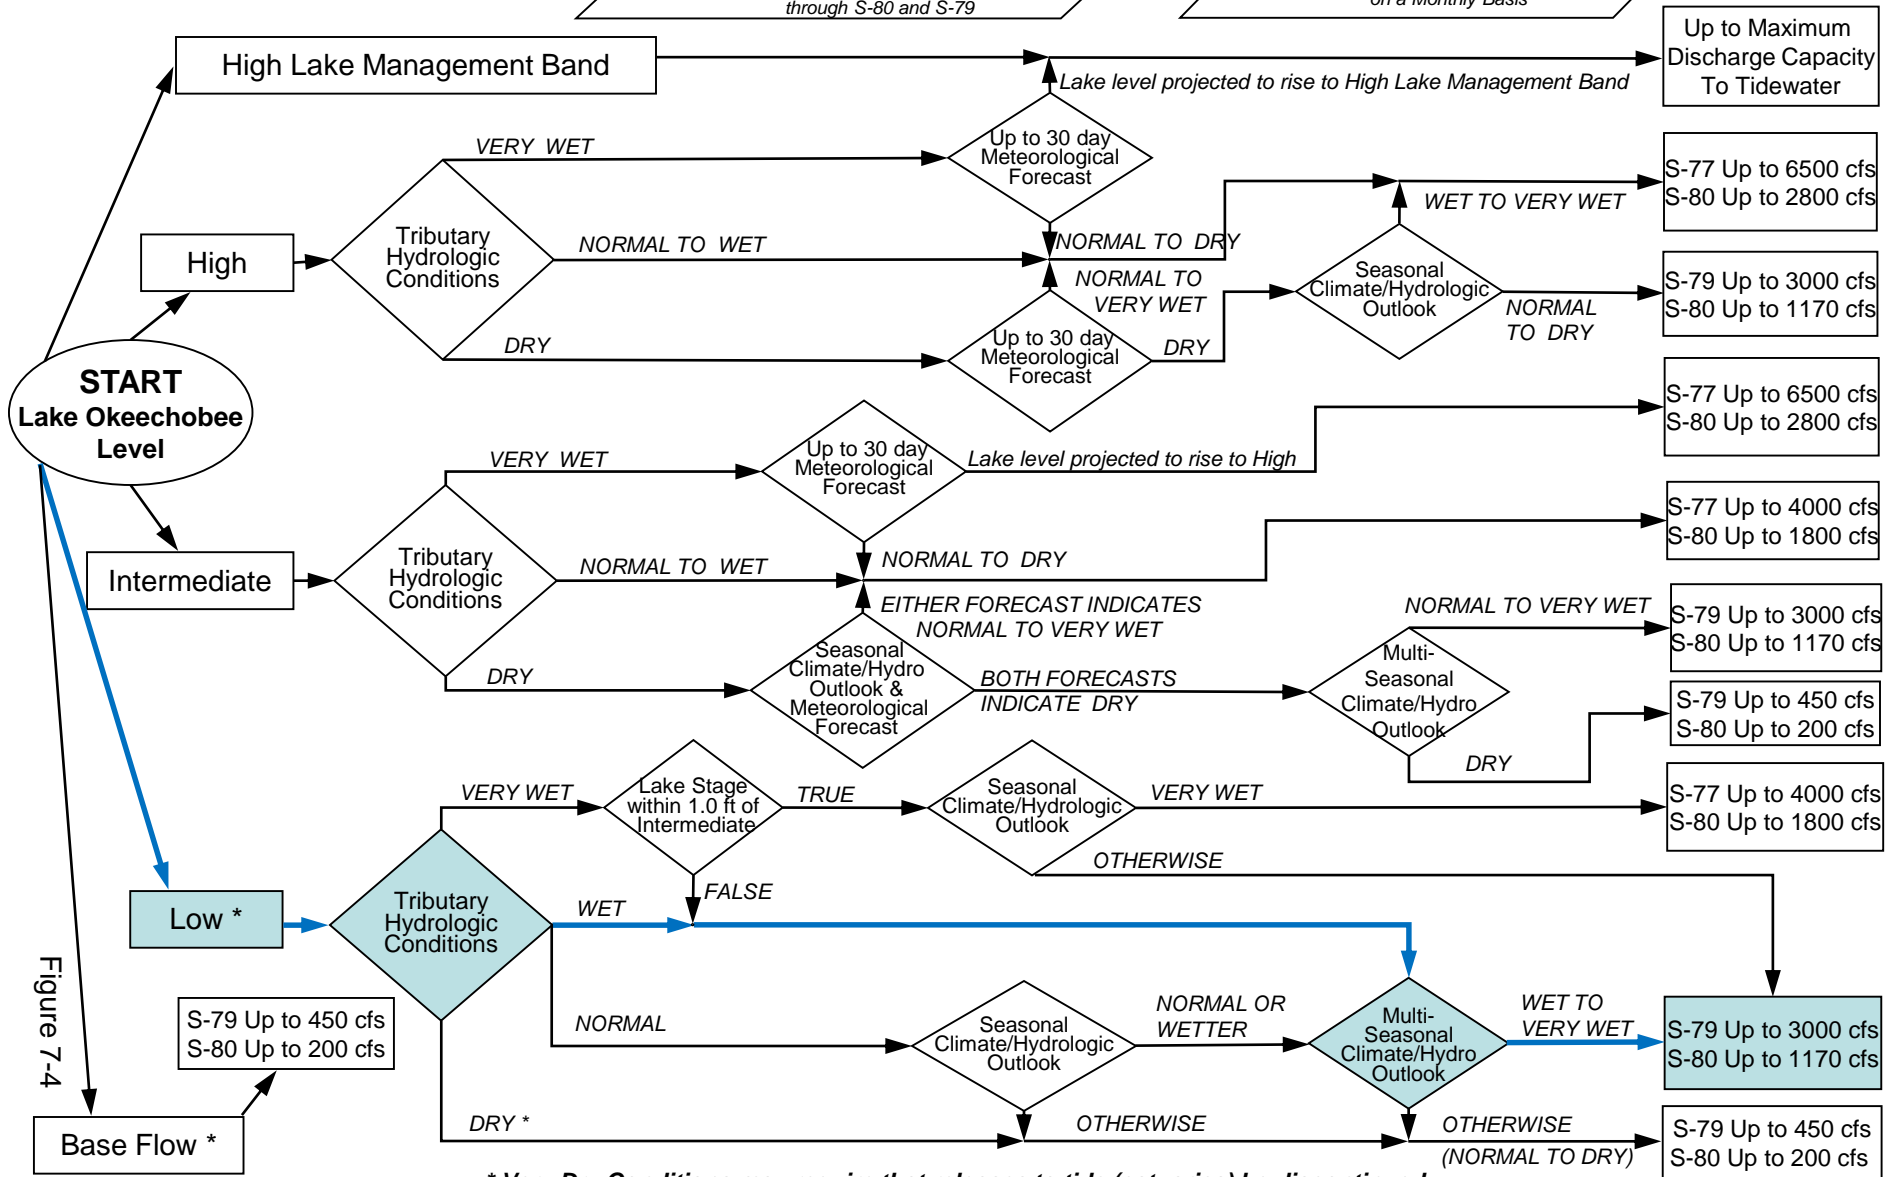 through S-80 and S-79
on a Monthly Basis
High Lake Management Band
Up to Maximum
Discharge Capacity
To Tidewater
Lake level projected to rise to High Lake Management Band
VERY WET
Up to 30 day
Meteorological
Forecast
S-77 Up to 6500 cfs
S-80 Up to 2800 cfs
WET TO VERY WET
High
Tributary
Hydrologic
Conditions
NORMAL TO WET
NORMAL TO DRY
NORMAL TO
VERY WET
Seasonal
Climate/Hydrologic
Outlook
NORMAL
TO DRY
S-79 Up to 3000 cfs
S-80 Up to 1170 cfs
DRY
Up to 30 day
Meteorological
Forecast
DRY
START
Lake Okeechobee
Level
S-77 Up to 6500 cfs
S-80 Up to 2800 cfs
VERY WET
Up to 30 day
Meteorological
Forecast
Lake level projected to rise to High
S-77 Up to 4000 cfs
S-80 Up to 1800 cfs
Intermediate
Tributary
Hydrologic
Conditions
NORMAL TO WET
NORMAL TO DRY
EITHER FORECAST INDICATES
NORMAL TO VERY WET
NORMAL TO VERY WET
S-79 Up to 3000 cfs
S-80 Up to 1170 cfs
DRY
Seasonal
Climate/Hydro
Outlook &
Meteorological
Forecast
BOTH FORECASTS
INDICATE DRY
Multi-
Seasonal
Climate/Hydro
Outlook
DRY
S-79 Up to 450 cfs
S-80 Up to 200 cfs
VERY WET
Lake Stage
within 1.0 ft of
Intermediate
TRUE
Seasonal
Climate/Hydrologic
Outlook
VERY WET
S-77 Up to 4000 cfs
S-80 Up to 1800 cfs
OTHERWISE
FALSE
Low *
Tributary
Hydrologic
Conditions
WET
NORMAL
Seasonal
Climate/Hydrologic
Outlook
NORMAL OR
WETTER
Multi-
Seasonal
Climate/Hydro
Outlook
WET TO
VERY WET
S-79 Up to 3000 cfs
S-80 Up to 1170 cfs
Figure 7-4
S-79 Up to 450 cfs
S-80 Up to 200 cfs
Base Flow *
DRY *
OTHERWISE
OTHERWISE
(NORMAL TO DRY)
S-79 Up to 450 cfs
S-80 Up to 200 cfs